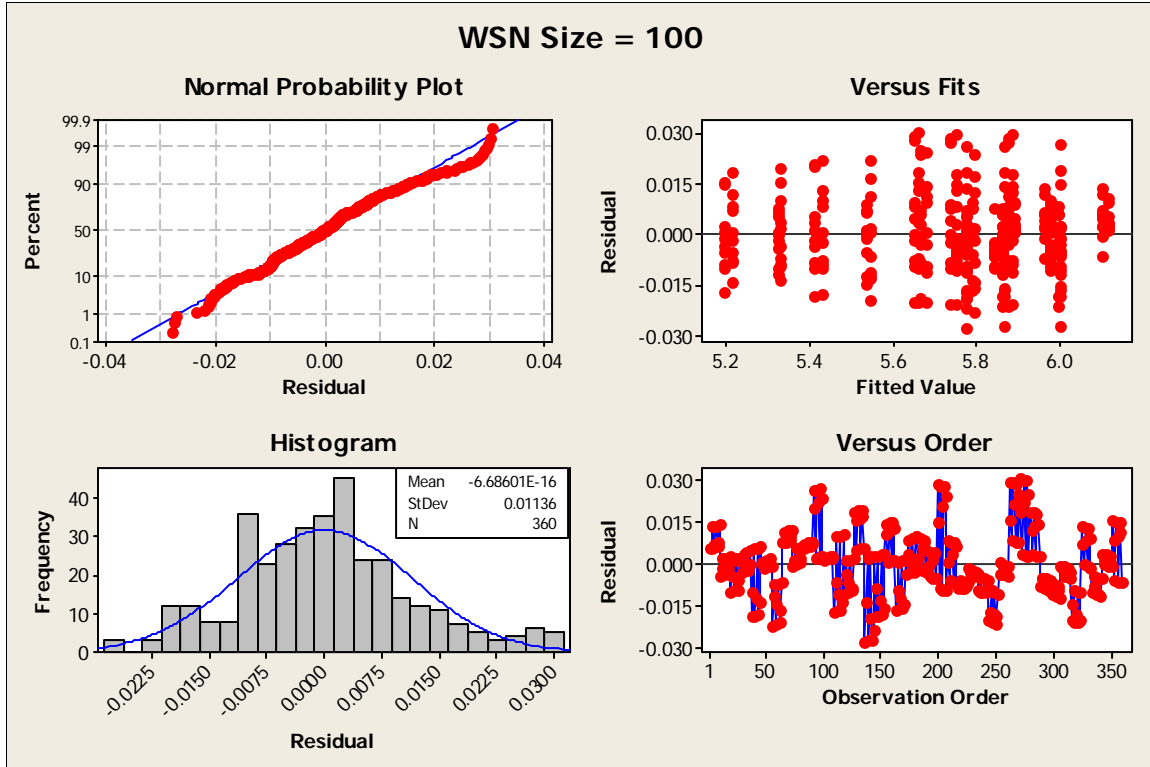 WSN Size = 100
Normal Probability Plot
99.9
99
90
50
10
1
0.1
Percent
-0.04 -0.02 0.00 0.02 0.04
Residual
Versus Fits
0.030
0.015
0.000
-0.015
-0.030
Residual
5.2 5.4 5.6 5.8 6.0
Fitted Value
Histogram
Mean -6.68601E-16
StDev 0.01136
N 360
40
30
20
10
0
Frequency
-0.0225 -0.0150 -0.0075 0.0000 0.0075 0.0150 0.0225 0.0300
Residual
Versus Order
0.030
0.015
0.000
-0.015
-0.030
Residual
1 50 100 150 200 250 300 350
Observation Order